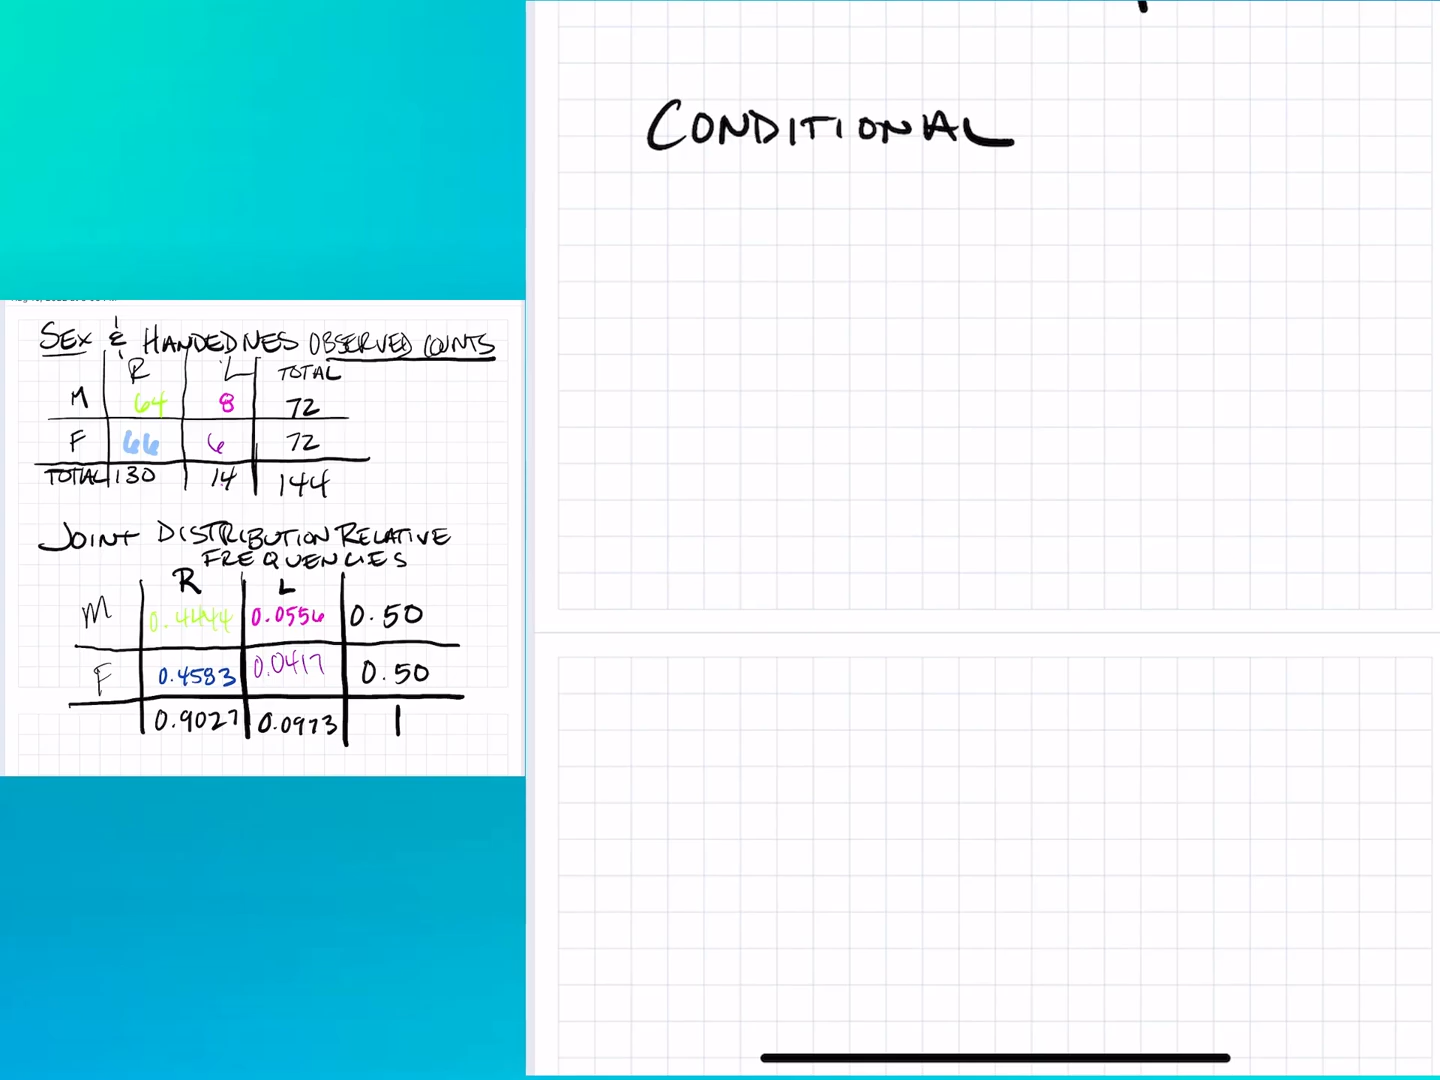 SEX & HANDEDNES OBSERVED COUNTS
R L TOTAL
M 64 8 72
F 66 6 72
TOTAL 130 14 144
JOINT DISTRIBUTION RELATIVE
FREQUENCIES
R L
M 0.4444 0.0556 0.50
F 0.4583 0.0417 0.50
0.9027 0.0973 1
CONDITIONAL